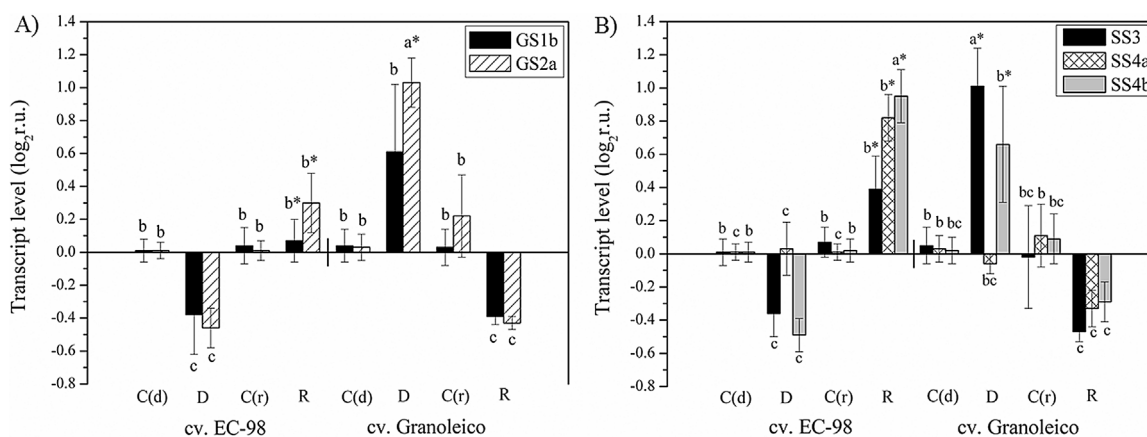 A)
Transcript level (log2r.u.)
1.4
1.2
1.0
0.8
0.6
0.4
0.2
0.0
-0.2
-0.4
-0.6
-0.8
GS1b
GS2a
b b c c b b b* b* b b b a* b b c c
C(d) D C(r) R C(d) D C(r) R
cv. EC-98 cv. Granoleico
B)
Transcript level (log2r.u.)
1.4
1.2
1.0
0.8
0.6
0.4
0.2
0.0
-0.2
-0.4
-0.6
-0.8
SS3
SS4a
SS4b
b c b c c c b c b b* b* a* b b bc a* bc b* bc b bc c c c
C(d) D C(r) R C(d) D C(r) R
cv. EC-98 cv. Granoleico